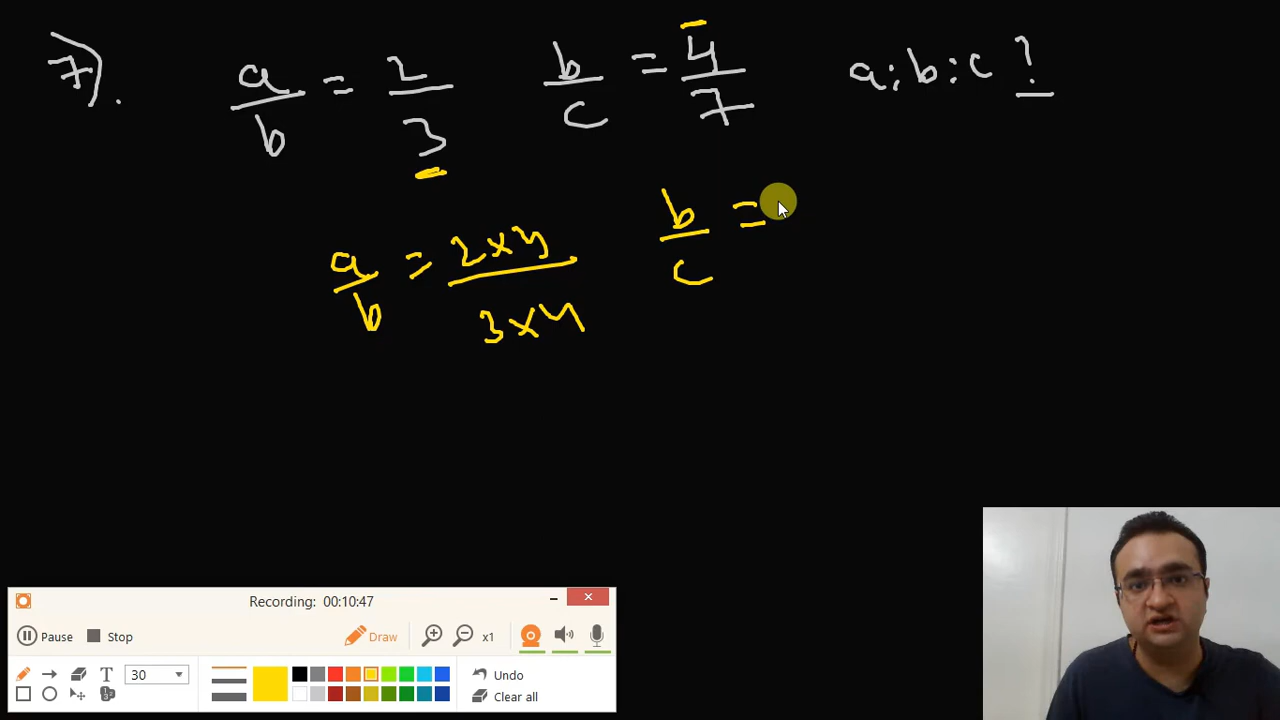 7). a/b = 2/3 b/c = 4/7 a:b:c ?
a/b = 2×4/3×4 b/c =
Recording: 00:10:47
Pause Stop Draw x1
T 30 Undo
Clear all